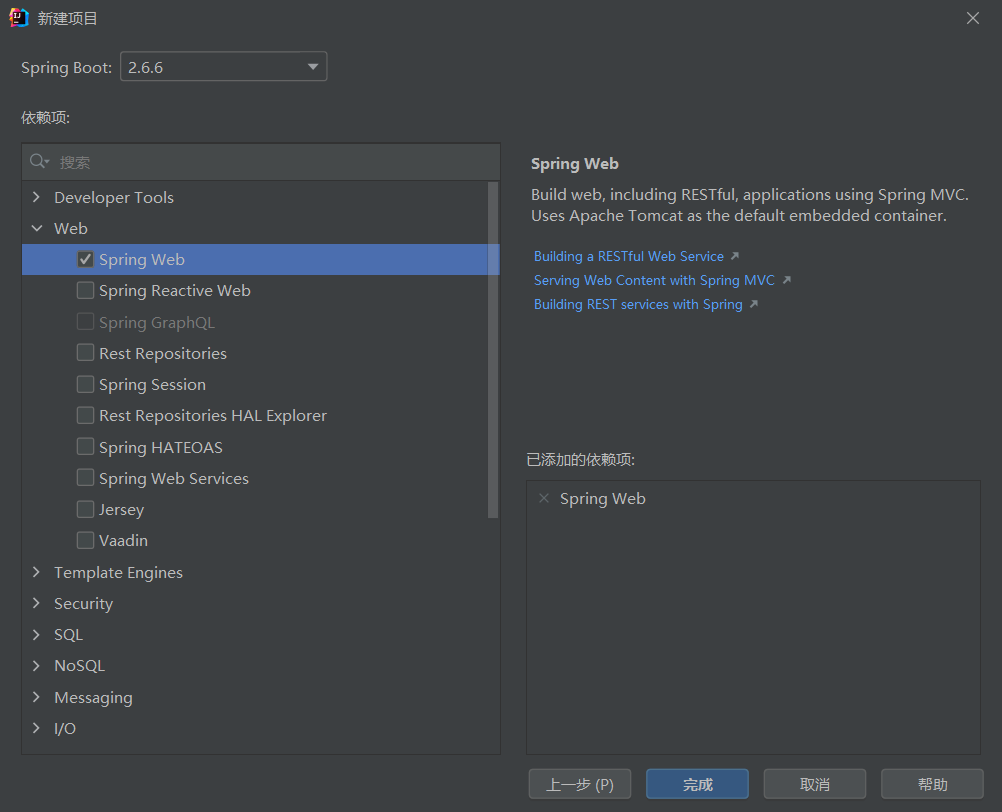 新建项目
Spring Boot: 2.6.6
依赖项:
搜索
Developer Tools
Web
Spring Web
Spring Reactive Web
Spring GraphQL
Rest Repositories
Spring Session
Rest Repositories HAL Explorer
Spring HATEOAS
Spring Web Services
Jersey
Vaadin
Template Engines
Security
SQL
NoSQL
Messaging
I/O
Spring Web
Build web, including RESTful, applications using Spring MVC.
Uses Apache Tomcat as the default embedded container.
Building a RESTful Web Service
Serving Web Content with Spring MVC
Building REST services with Spring
已添加的依赖项:
Spring Web
上一步 (P) 完成 取消 帮助